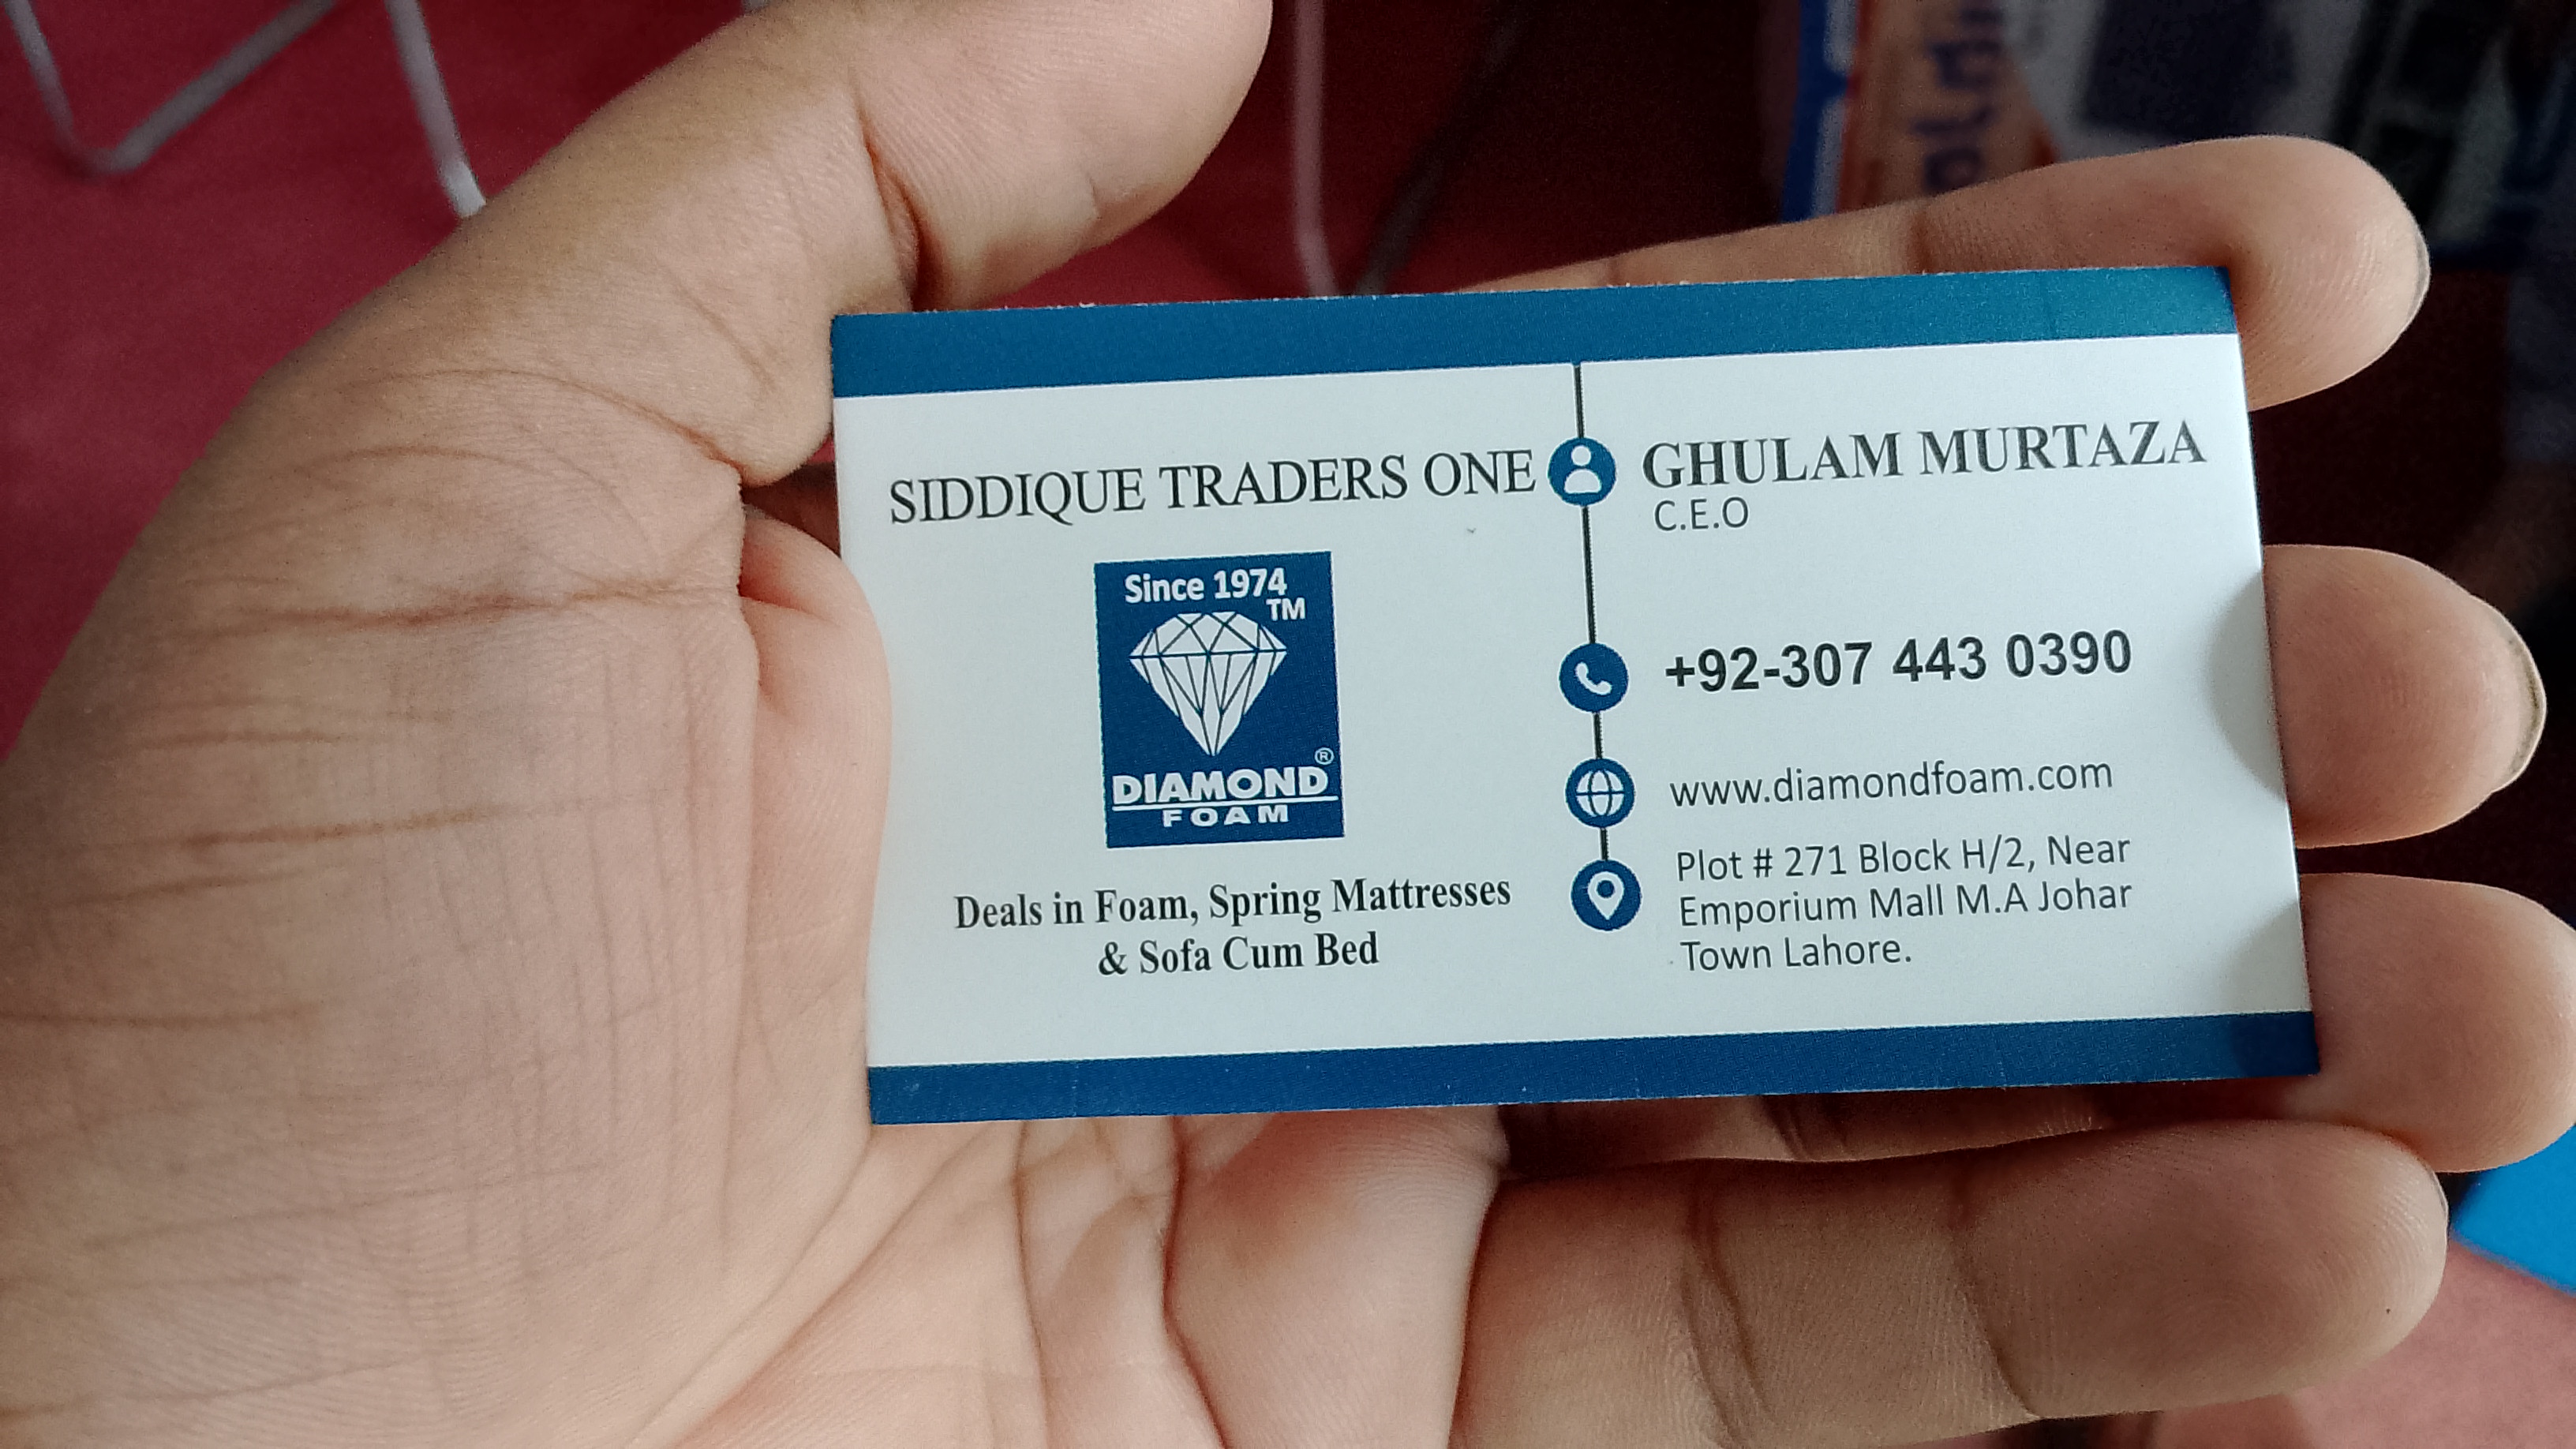 SIDDIQUE TRADERS ONE
Since 1974
TM
®
DIAMOND
FOAM
Deals in Foam, Spring Mattresses
& Sofa Cum Bed
GHULAM MURTAZA
C.E.O
+92-307 443 0390
www.diamondfoam.com
Plot # 271 Block H/2, Near
Emporium Mall M.A Johar
Town Lahore.